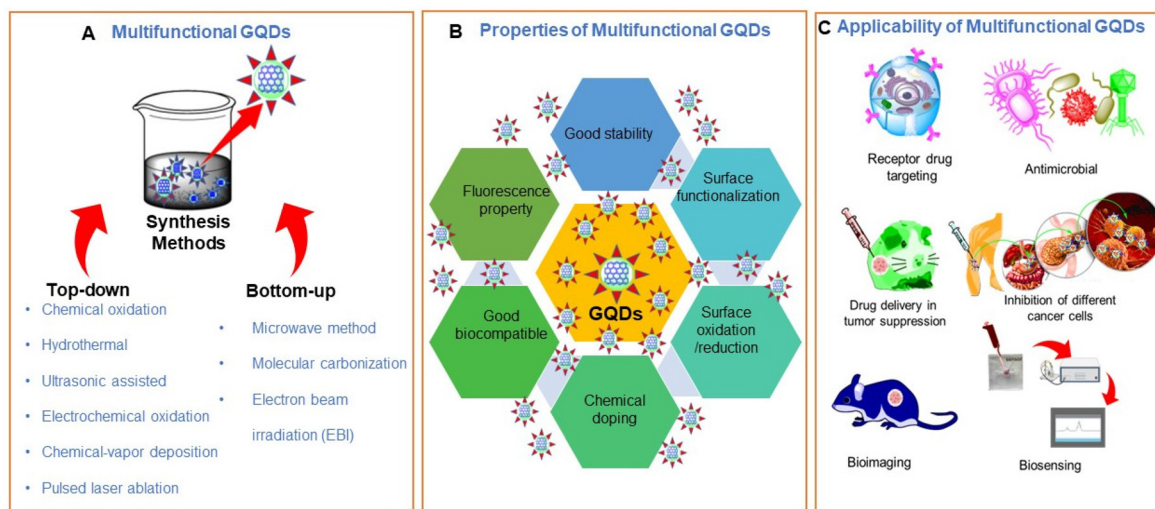 A Multifunctional GQDs
Synthesis
Methods
Top-down
• Chemical oxidation
• Hydrothermal
• Ultrasonic assisted
• Electrochemical oxidation
• Chemical-vapor deposition
• Pulsed laser ablation
Bottom-up
• Microwave method
• Molecular carbonization
• Electron beam
irradiation (EBI)
B Properties of Multifunctional GQDs
Good stability
Fluorescence
property
Surface
functionalization
GQDs
Good
biocompatible
Surface
oxidation
/reduction
Chemical
doping
C Applicability of Multifunctional GQDs
Receptor drug
targeting
Antimicrobial
Drug delivery in
tumor suppression
Inhibition of different
cancer cells
Bioimaging
Biosensing